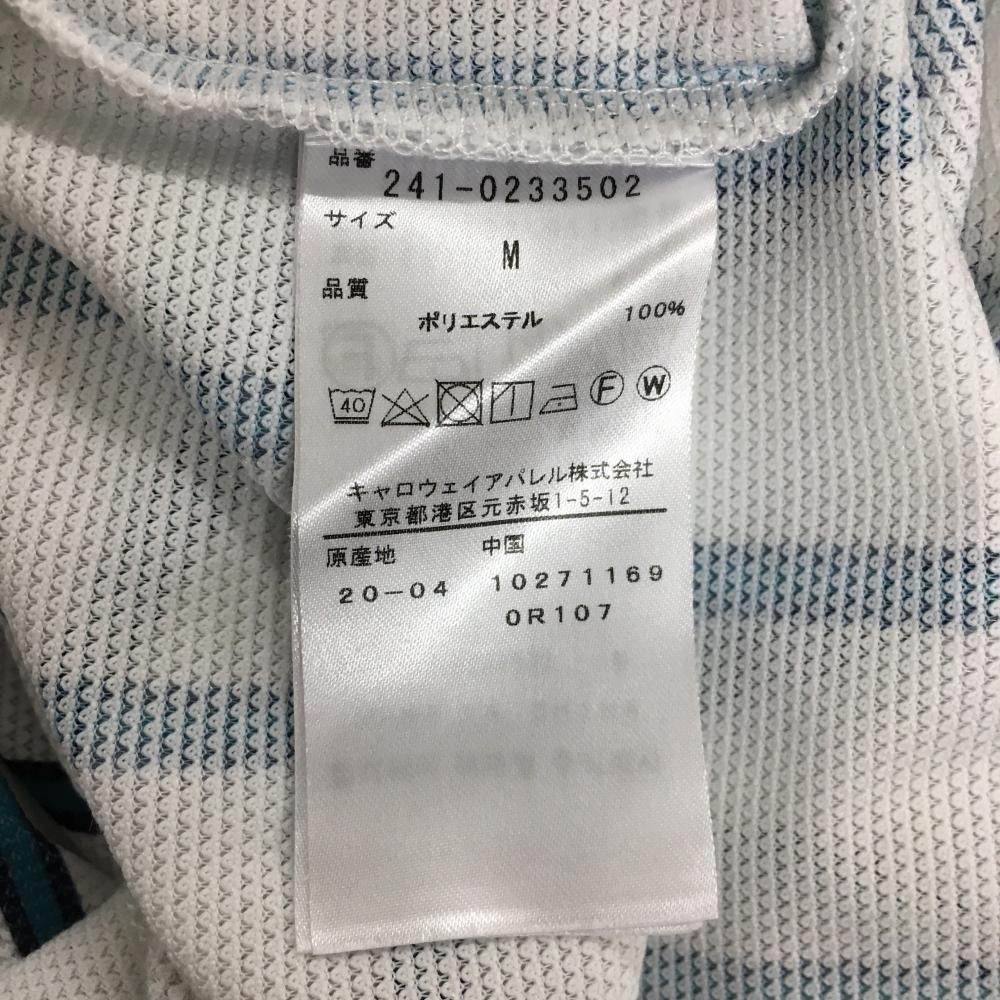 品番
241-0233502
サイズ
M
品質
ポリエステル 100%
40 F W
キャロウェイアパレル株式会社
東京都港区元赤坂1-5-12
原産地 中国
20-04 10271169
0R107